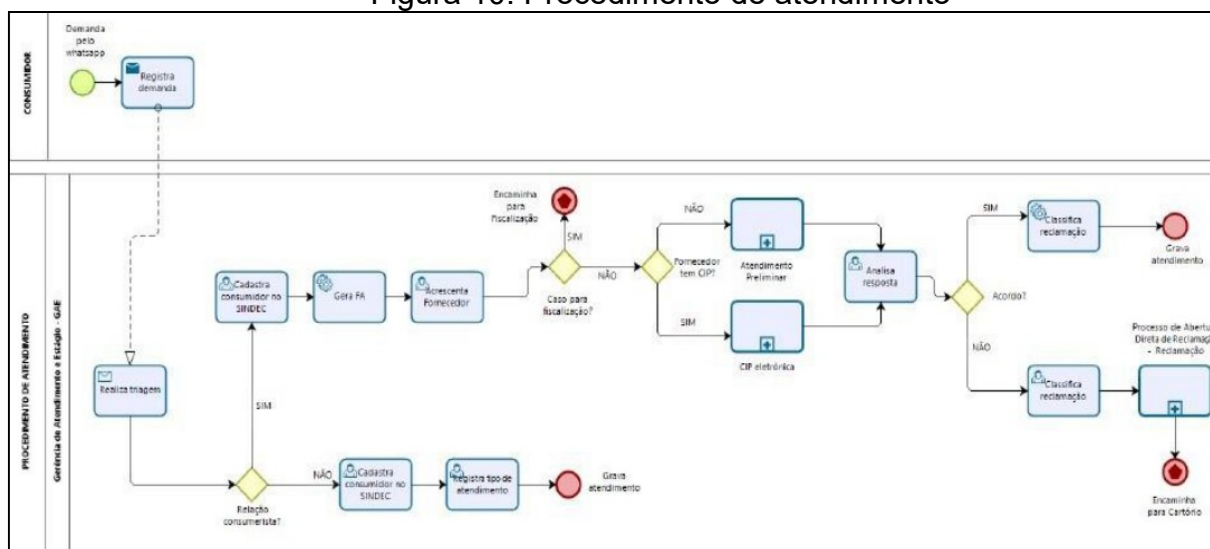 Figura 10: Procedimento de atendimento
CONSUMIDOR
Demanda
pelo
whatsapp
Registra
demanda
PROCEDIMENTO DE ATENDIMENTO
Gerência de Atendimento e Estágio - GAE
Realiza triagem
Relação
consumerista?
SIM
NÃO
Cadastra
consumidor no
SINDEC
Gera FA
Acrescenta
Fornecedor
Caso para
fiscalização?
SIM
Encaminha
para
Fiscalização
NÃO
Fornecedor
tem CIP?
NÃO
Atendimento
Preliminar
SIM
CIP eletrônica
Analisa
resposta
Acordo?
SIM
Classifica
reclamação
Grava
atendimento
NÃO
Classifica
reclamação
Processo de Abertu
Direta de Reclamaç
- Reclamação
Encaminha
para Cartório
Cadastra
consumidor no
SINDEC
Registra tipo de
atendimento
Grava
atendimento